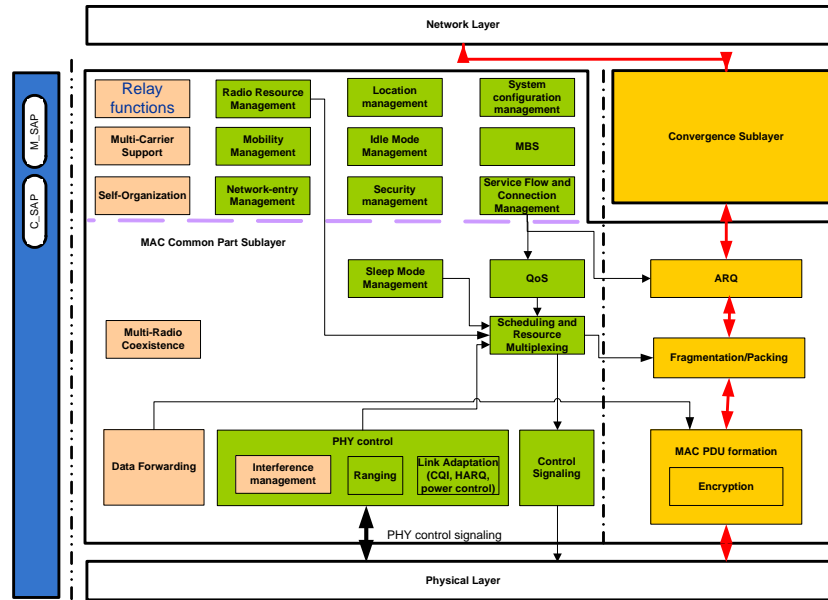 Network Layer
M_SAP
C_SAP
Relay
functions
Radio Resource
Management
Location
management
System
configuration
management
Convergence Sublayer
Multi-Carrier
Support
Mobility
Management
Idle Mode
Management
MBS
Self-Organization
Network-entry
Management
Security
management
Service Flow and
Connection
Management
MAC Common Part Sublayer
Sleep Mode
Management
QoS
ARQ
Multi-Radio
Coexistence
Scheduling and
Resource
Multiplexing
Fragmentation/Packing
Data Forwarding
PHY control
Interference
management
Ranging
Link Adaptation
(CQI, HARQ,
power control)
Control
Signaling
MAC PDU formation
Encryption
PHY control signaling
Physical Layer